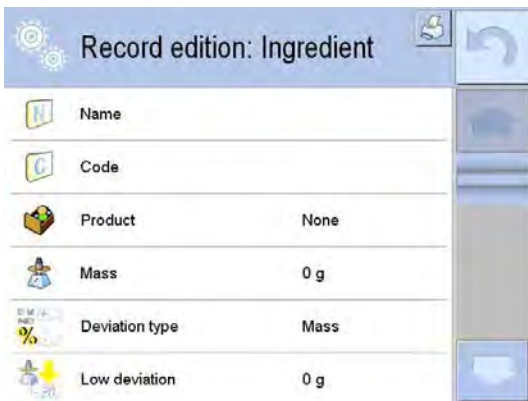 Record edition: Ingredient
N Name
C Code
Product None
Mass 0 g
% Deviation type Mass
Low deviation 0 g